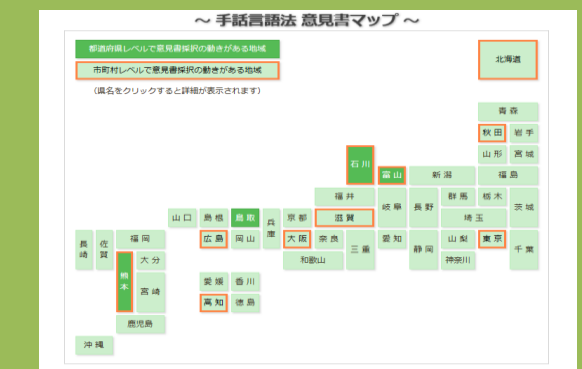 ～ 手話言語法 意見書マップ ～
都道府県レベルで意見書採択の動きがある地域
市町村レベルで意見書採択の動きがある地域
（県名をクリックすると詳細が表示されます）
北海道
青森
秋田 岩手
山形 宮城
石川
富山 新潟 福島
福井 岐阜 長野 群馬 栃木 茨城
山口 島根 鳥取 兵庫 京都 滋賀 埼玉
長崎 佐賀 福岡 広島 岡山 大阪 奈良 三重 愛知 静岡 山梨 東京 千葉
熊本 大分 和歌山 神奈川
宮崎 愛媛 香川
高知 徳島
鹿児島
沖縄